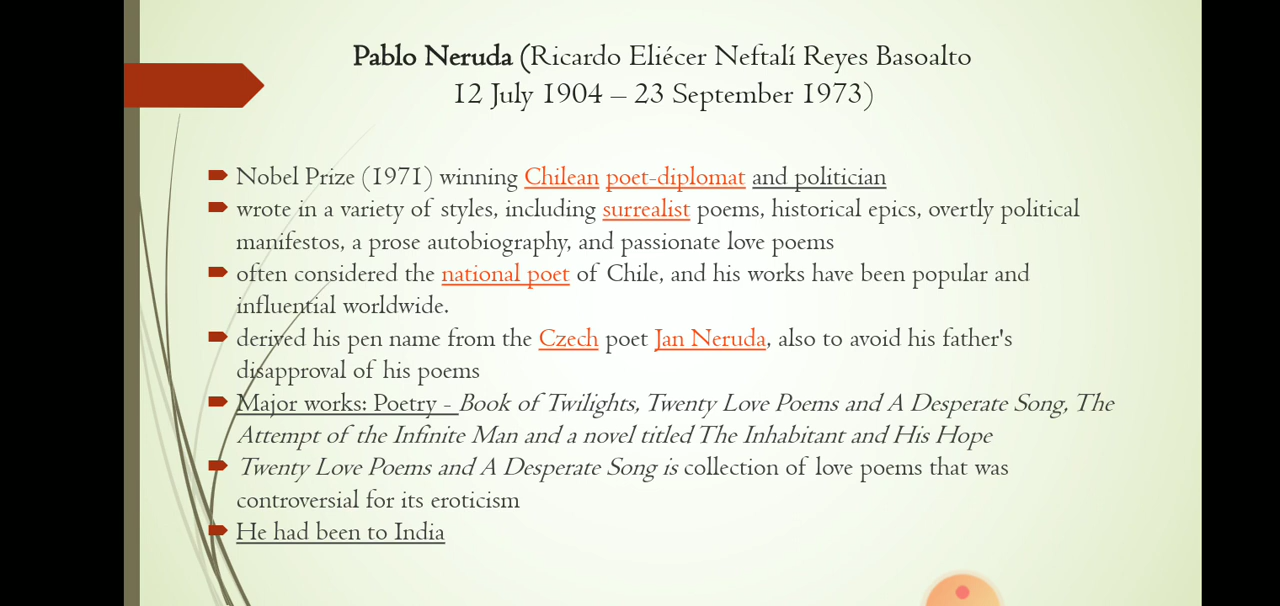 Pablo Neruda (Ricardo Eliécer Neftalí Reyes Basoalto
12 July 1904 – 23 September 1973)
Nobel Prize (1971) winning Chilean poet-diplomat and politician
wrote in a variety of styles, including surrealist poems, historical epics, overtly political
manifestos, a prose autobiography, and passionate love poems
often considered the national poet of Chile, and his works have been popular and
influential worldwide.
derived his pen name from the Czech poet Jan Neruda, also to avoid his father's
disapproval of his poems
Major works: Poetry - Book of Twilights, Twenty Love Poems and A Desperate Song, The
Attempt of the Infinite Man and a novel titled The Inhabitant and His Hope
Twenty Love Poems and A Desperate Song is collection of love poems that was
controversial for its eroticism
He had been to India